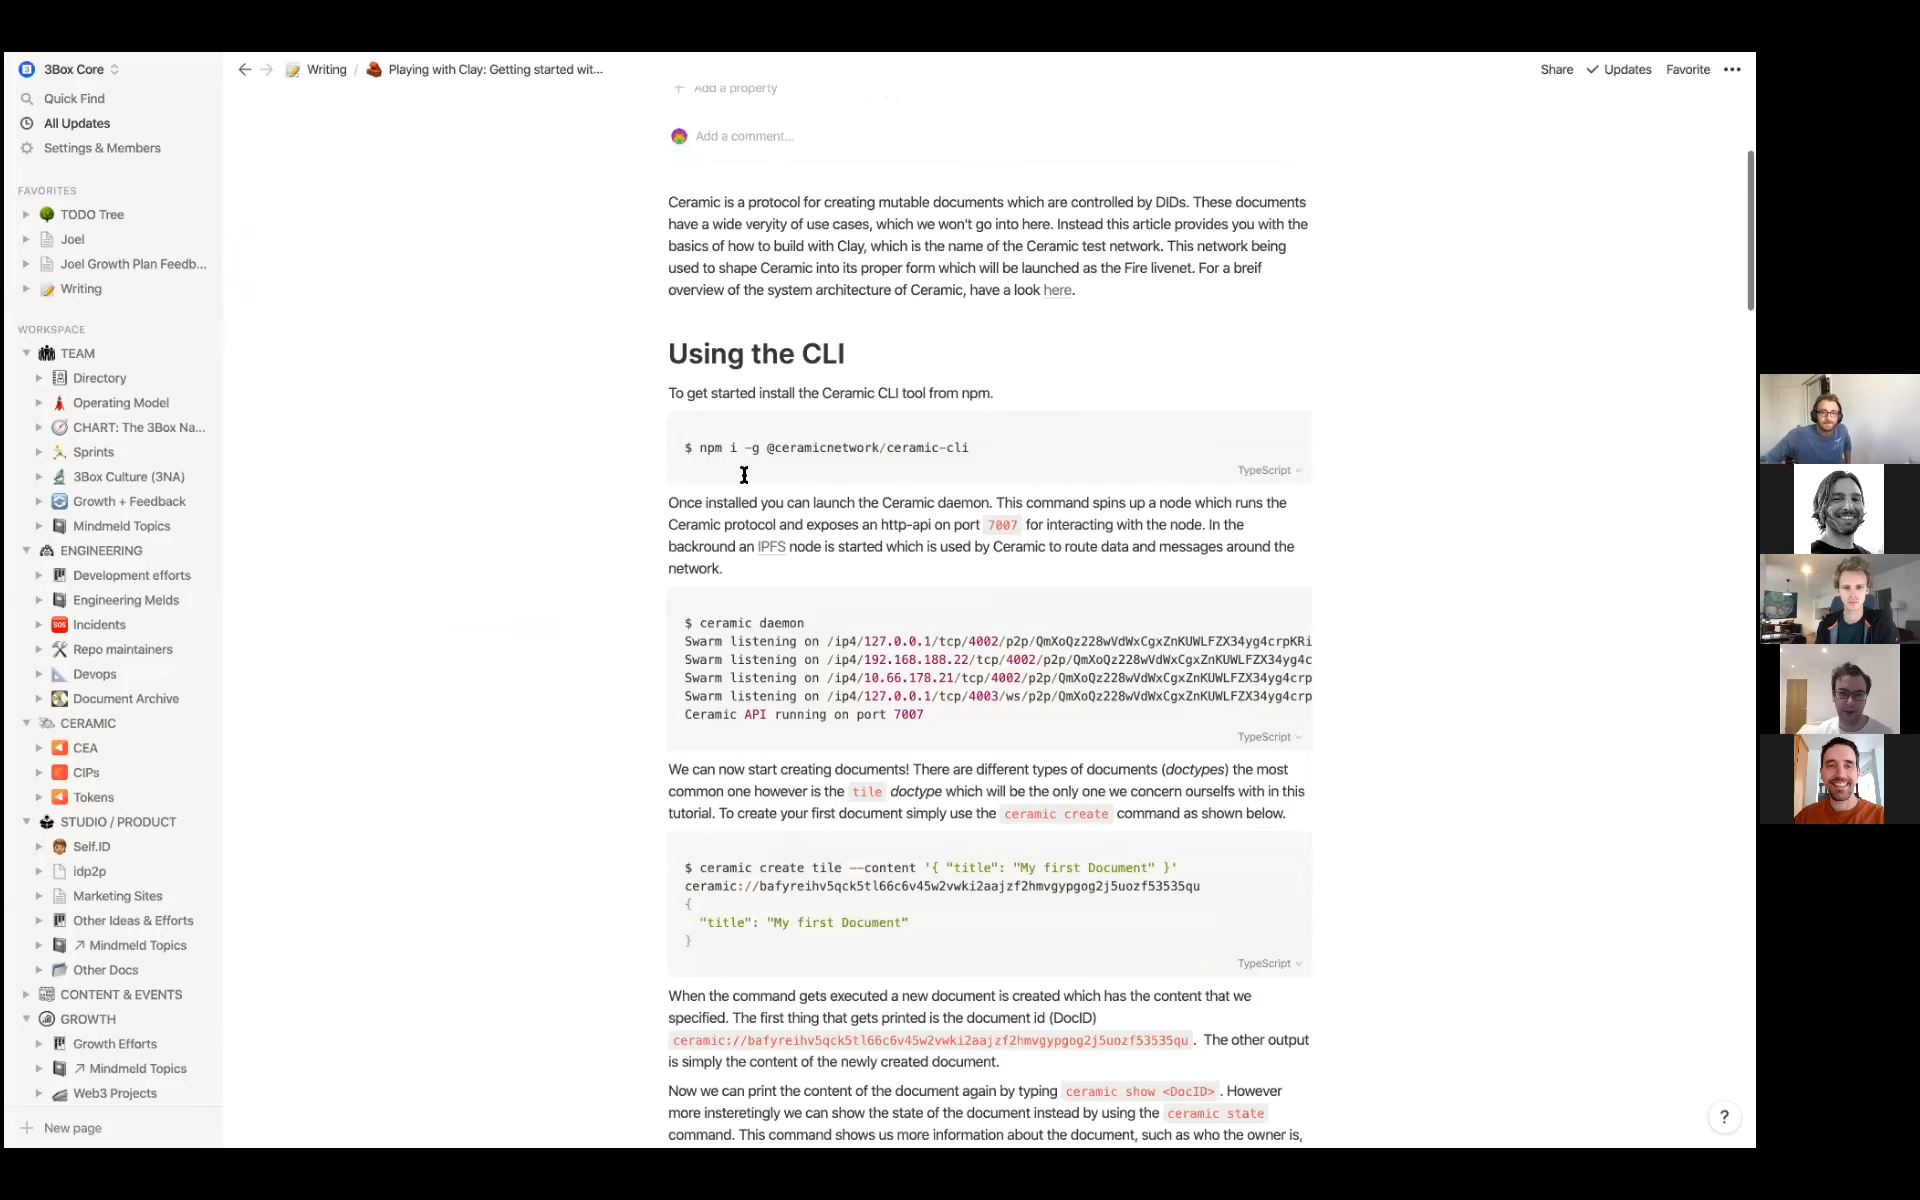 3Box Core
Quick Find
All Updates
Settings & Members
FAVORITES
TODO Tree
Joel
Joel Growth Plan Feedb...
Writing
WORKSPACE
TEAM
Directory
Operating Model
CHART: The 3Box Na...
Sprints
3Box Culture (3NA)
Growth + Feedback
Mindmeld Topics
ENGINEERING
Development efforts
Engineering Melds
Incidents
Repo maintainers
Devops
Document Archive
CERAMIC
CEA
CIPs
Tokens
STUDIO / PRODUCT
Self.ID
idp2p
Marketing Sites
Other Ideas & Efforts
Mindmeld Topics
Other Docs
CONTENT & EVENTS
GROWTH
Growth Efforts
Mindmeld Topics
Web3 Projects
New page
Writing / Playing with Clay: Getting started wit...
Share Updates Favorite
Add a property
Add a comment...
Ceramic is a protocol for creating mutable documents which are controlled by DIDs. These documents
have a wide veryity of use cases, which we won't go into here. Instead this article provides you with the
basics of how to build with Clay, which is the name of the Ceramic test network. This network being
used to shape Ceramic into its proper form which will be launched as the Fire livenet. For a breif
overview of the system architecture of Ceramic, have a look here.
Using the CLI
To get started install the Ceramic CLI tool from npm.
$ npm i -g @ceramicnetwork/ceramic-cli
TypeScript
Once installed you can launch the Ceramic daemon. This command spins up a node which runs the
Ceramic protocol and exposes an http-api on port 7007 for interacting with the node. In the
backround an IPFS node is started which is used by Ceramic to route data and messages around the
network.
$ ceramic daemon
Swarm listening on /ip4/127.0.0.1/tcp/4002/p2p/QmXoQz228wVdWxCgxZnKUWLFZX34yg4crpKRi
Swarm listening on /ip4/192.168.188.22/tcp/4002/p2p/QmXoQz228wVdWxCgxZnKUWLFZX34yg4c
Swarm listening on /ip4/10.66.178.21/tcp/4002/p2p/QmXoQz228wVdWxCgxZnKUWLFZX34yg4crp
Swarm listening on /ip4/127.0.0.1/tcp/4003/ws/p2p/QmXoQz228wVdWxCgxZnKUWLFZX34yg4crp
Ceramic API running on port 7007
TypeScript
We can now start creating documents! There are different types of documents (doctypes) the most
common one however is the tile doctype which will be the only one we concern ourselfs with in this
tutorial. To create your first document simply use the ceramic create command as shown below.
$ ceramic create tile --content '{ "title": "My first Document" }'
ceramic://bafyreihv5qck5tl66c6v45w2vwki2aajzf2hmvgypgog2j5uozf53535qu
{
"title": "My first Document"
}
TypeScript
When the command gets executed a new document is created which has the content that we
specified. The first thing that gets printed is the document id (DocID)
ceramic://bafyreihv5qck5tl66c6v45w2vwki2aajzf2hmvgypgog2j5uozf53535qu . The other output
is simply the content of the newly created document.
Now we can print the content of the document again by typing ceramic show <DocID> . However
more insteretingly we can show the state of the document instead by using the ceramic state
command. This command shows us more information about the document, such as who the owner is,
?